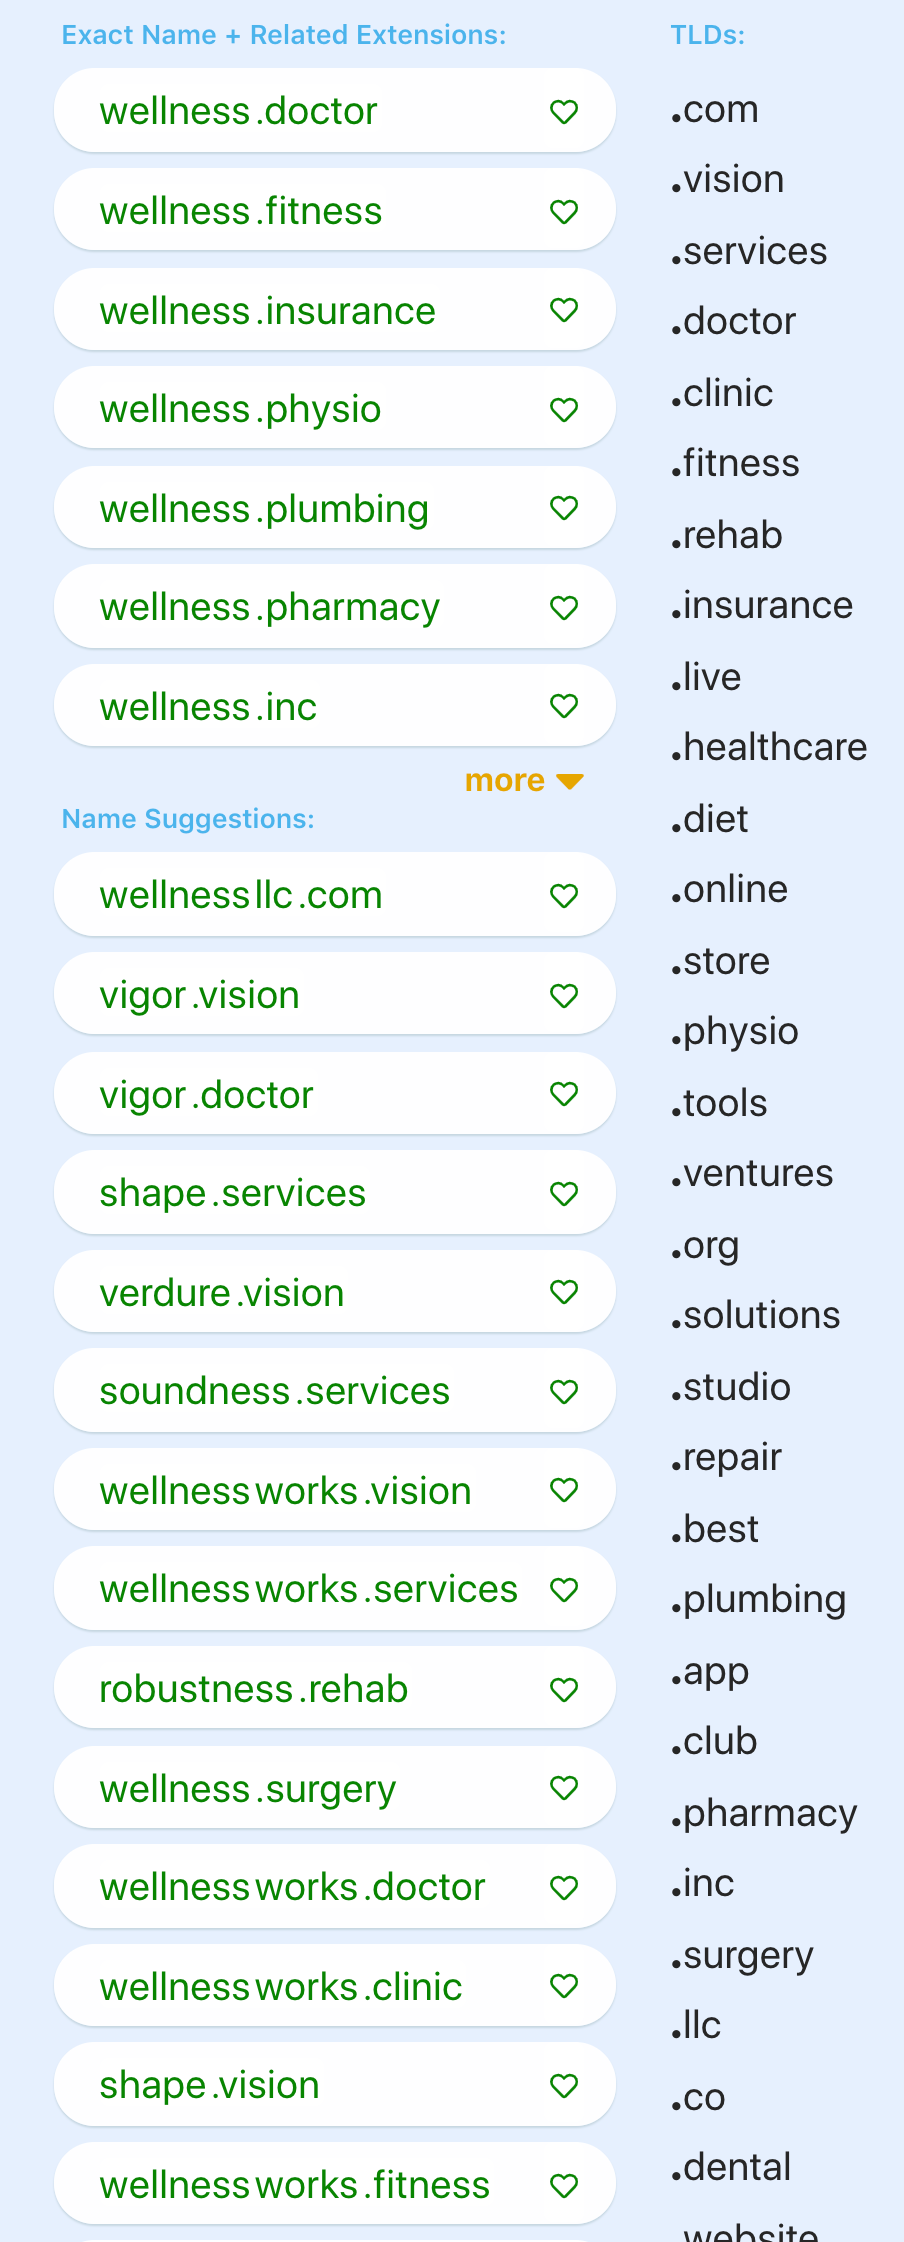 Exact Name + Related Extensions:
wellness.doctor
wellness.fitness
wellness.insurance
wellness.physio
wellness.plumbing
wellness.pharmacy
wellness.inc
more
Name Suggestions:
wellnessllc.com
vigor.vision
vigor.doctor
shape.services
verdure.vision
soundness.services
wellnessworks.vision
wellnessworks.services
robustness.rehab
wellness.surgery
wellnessworks.doctor
wellnessworks.clinic
shape.vision
wellnessworks.fitness
TLDs:
.com
.vision
.services
.doctor
.clinic
.fitness
.rehab
.insurance
.live
.healthcare
.diet
.online
.store
.physio
.tools
.ventures
.org
.solutions
.studio
.repair
.best
.plumbing
.app
.club
.pharmacy
.inc
.surgery
.llc
.co
.dental
.website